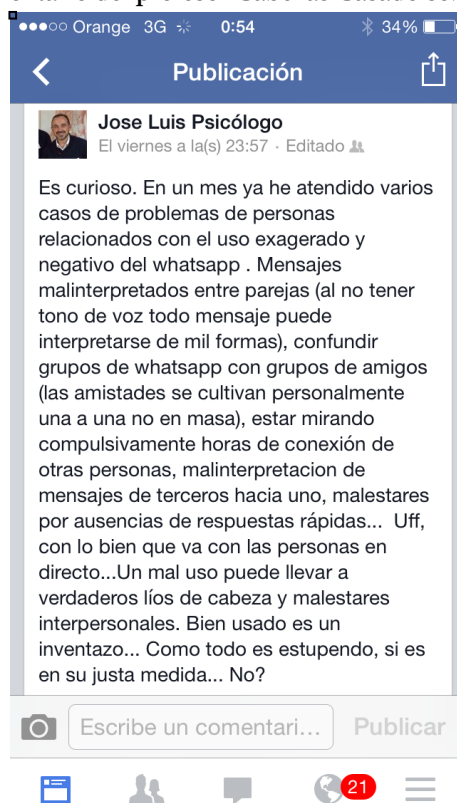 Orange 3G 0:54 34%
Publicación
Jose Luis Psicólogo
El viernes a la(s) 23:57 · Editado
Es curioso. En un mes ya he atendido varios
casos de problemas de personas
relacionados con el uso exagerado y
negativo del whatsapp . Mensajes
malinterpretados entre parejas (al no tener
tono de voz todo mensaje puede
interpretarse de mil formas), confundir
grupos de whatsapp con grupos de amigos
(las amistades se cultivan personalmente
una a una no en masa), estar mirando
compulsivamente horas de conexión de
otras personas, malinterpretacion de
mensajes de terceros hacia uno, malestares
por ausencias de respuestas rápidas... Uff,
con lo bien que va con las personas en
directo...Un mal uso puede llevar a
verdaderos líos de cabeza y malestares
interpersonales. Bien usado es un
inventazo... Como todo es estupendo, si es
en su justa medida... No?
Escribe un comentari... Publicar
21